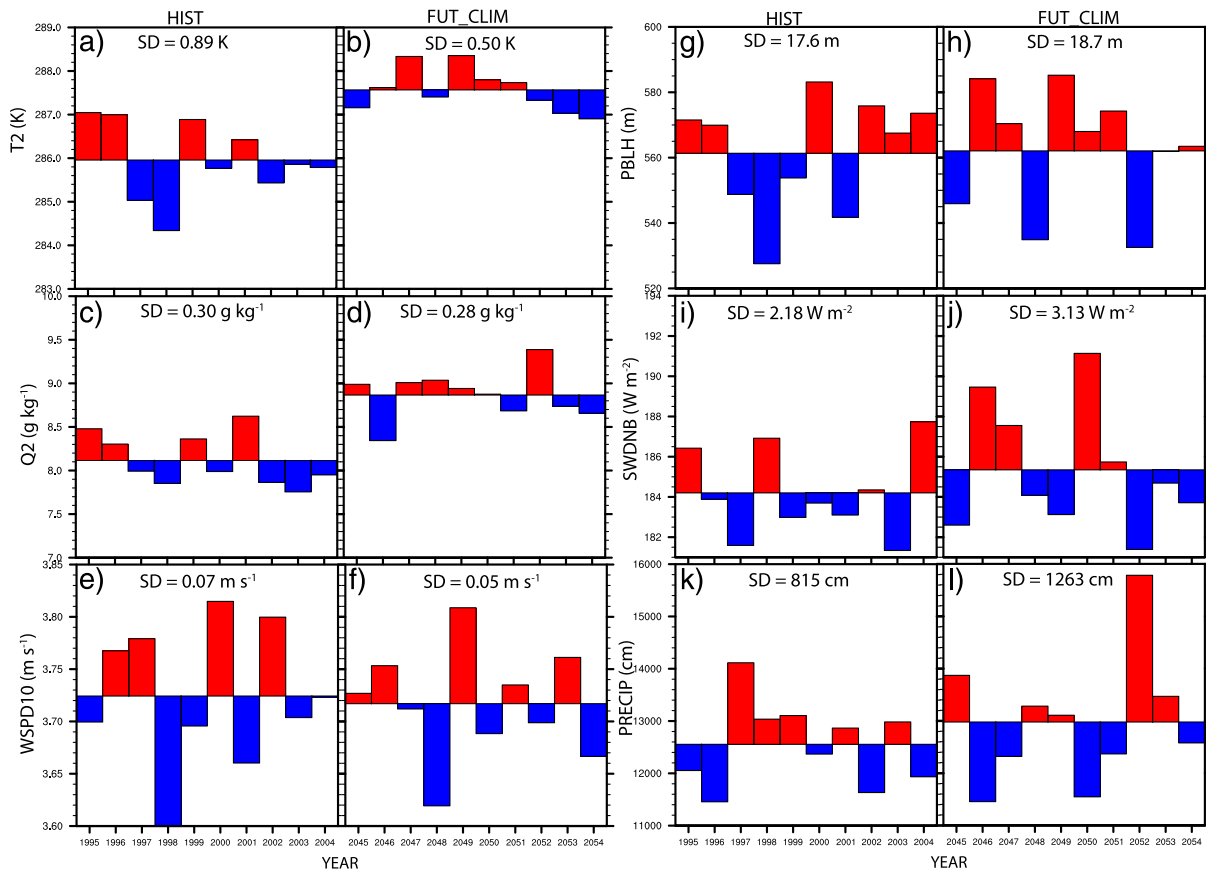 HIST
FUT_CLIM
HIST
FUT_CLIM
a)
SD = 0.89 K
b)
SD = 0.50 K
g)
SD = 17.6 m
h)
SD = 18.7 m
289.0
288.0
287.0
286.0
285.0
284.0
283.0
T2 (K)
600
580
560
540
520
PBLH (m)
c)
SD = 0.30 g kg⁻¹
d)
SD = 0.28 g kg⁻¹
i)
SD = 2.18 W m⁻²
j)
SD = 3.13 W m⁻²
10.0
9.5
9.0
8.5
8.0
7.0
Q2 (g kg⁻¹)
194
192
190
188
186
184
181
SWDNB (W m⁻²)
e)
SD = 0.07 m s⁻¹
f)
SD = 0.05 m s⁻¹
k)
SD = 815 cm
l)
SD = 1263 cm
3.85
3.80
3.75
3.70
3.65
3.60
WSPD10 (m s⁻¹)
16000
15000
14000
13000
12000
11000
PRECIP (cm)
1995 1996 1997 1998 1999 2000 2001 2002 2003 2004
2045 2046 2047 2048 2049 2050 2051 2052 2053 2054
YEAR
1995 1996 1997 1998 1999 2000 2001 2002 2003 2004
2045 2046 2047 2048 2049 2050 2051 2052 2053 2054
YEAR